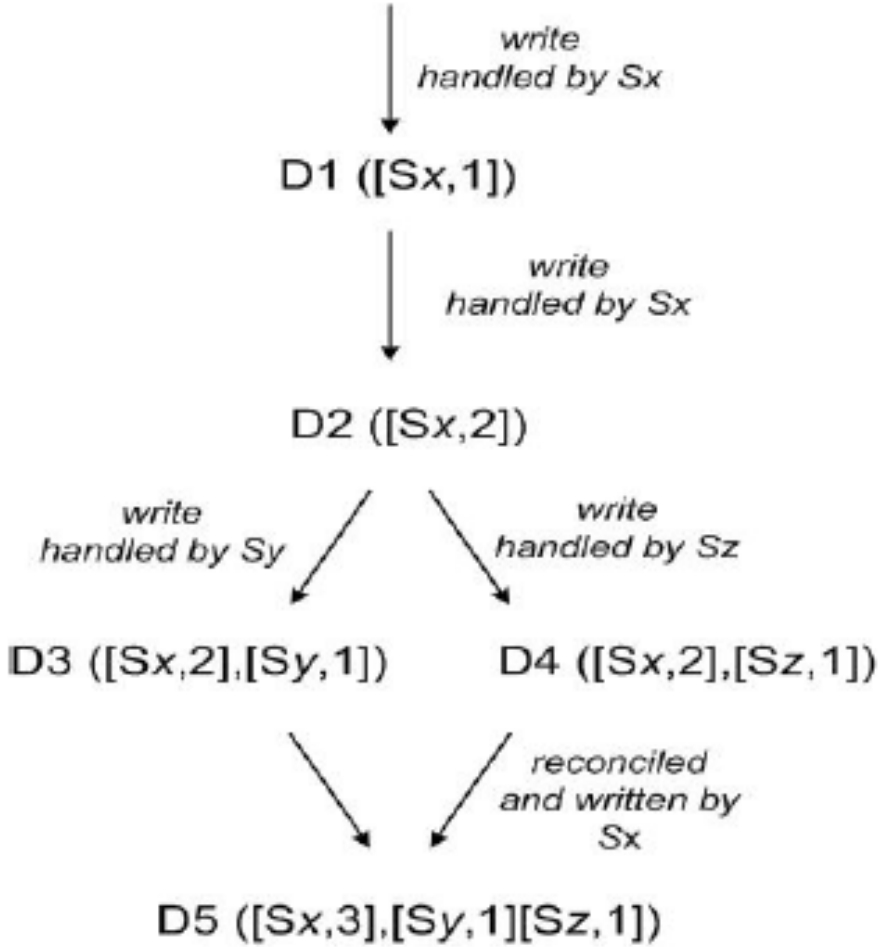 write
handled by Sx
D1 ([Sx,1])
write
handled by Sx
D2 ([Sx,2])
write
handled by Sy
write
handled by Sz
D3 ([Sx,2],[Sy,1])
D4 ([Sx,2],[Sz,1])
reconciled
and written by
Sx
D5 ([Sx,3],[Sy,1][Sz,1])